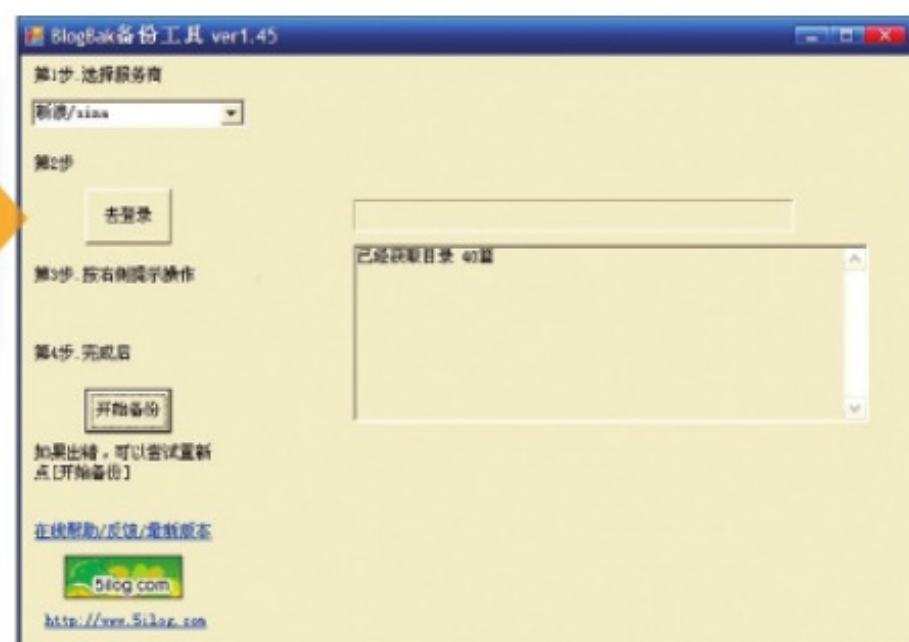 BlogBak备份工具 ver1.45
第1步.选择服务商
新浪/sina
第2步
去登录
已经获取目录 40篇
第3步.按右侧提示操作
第4步.完成后
开始备份
如果出错，可以尝试重新
点[开始备份]
在线帮助/反馈/最新版本
5ilog.com
http://www.5ilog.com